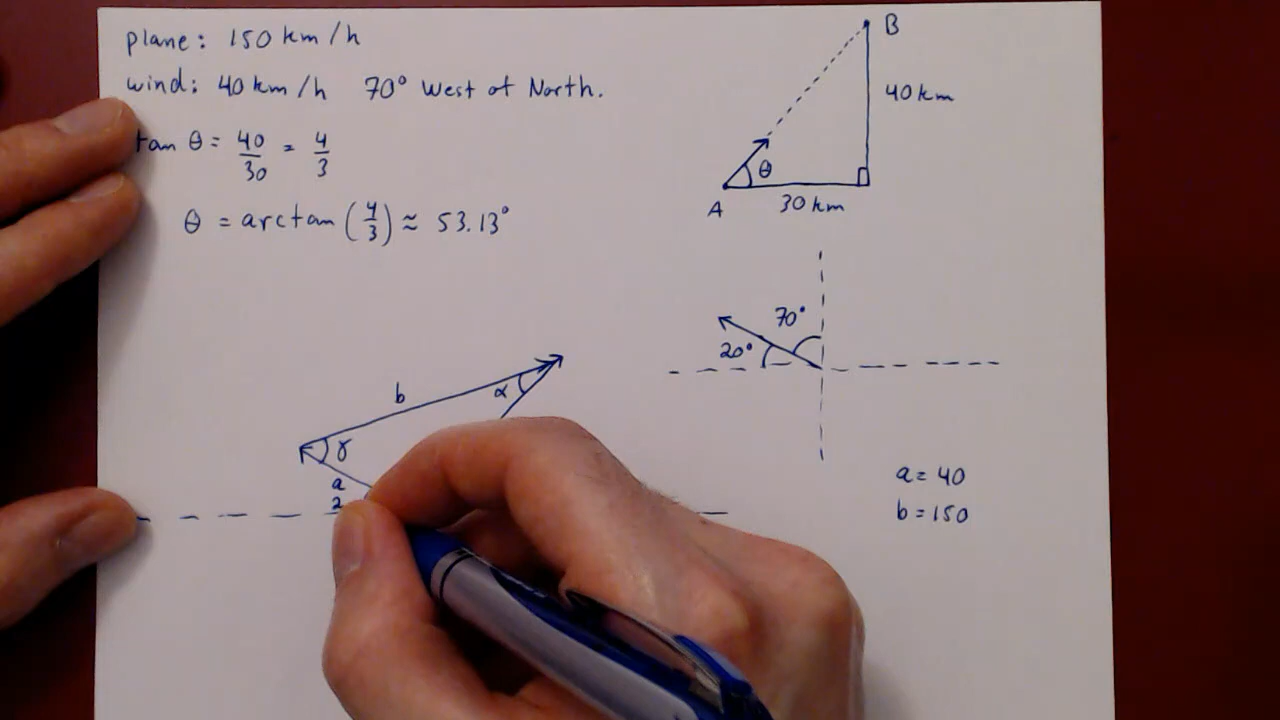 plane: 150 km/h
wind: 40 km/h 70° West of North.
tan θ = 40/30 = 4/3
θ = arctan(4/3) ≈ 53.13°
B
40 km
θ
A
30 km
70°
20°
b
α
γ
a
2
a = 40
b = 150